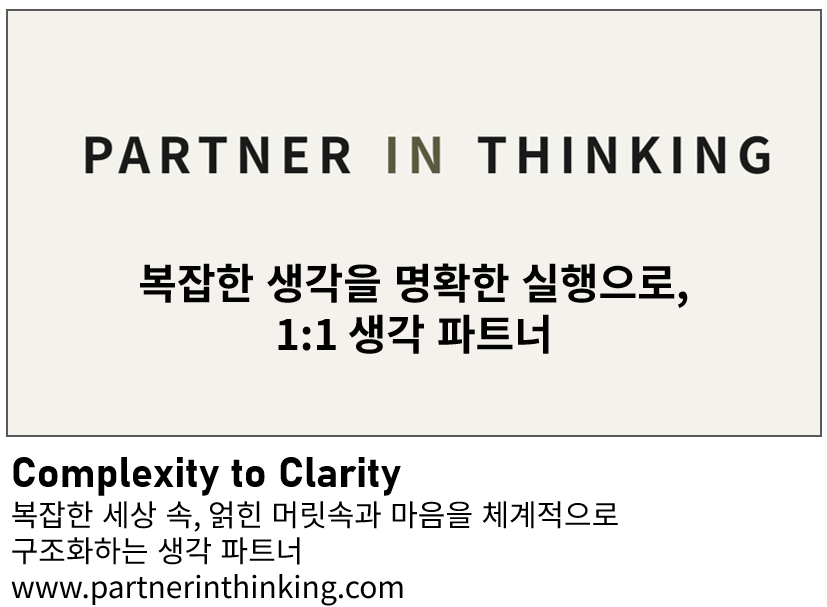 PARTNER IN THINKING
복잡한 생각을 명확한 실행으로,
1:1 생각 파트너
Complexity to Clarity
복잡한 세상 속, 얽힌 머릿속과 마음을 체계적으로
구조화하는 생각 파트너
www.partnerinthinking.com